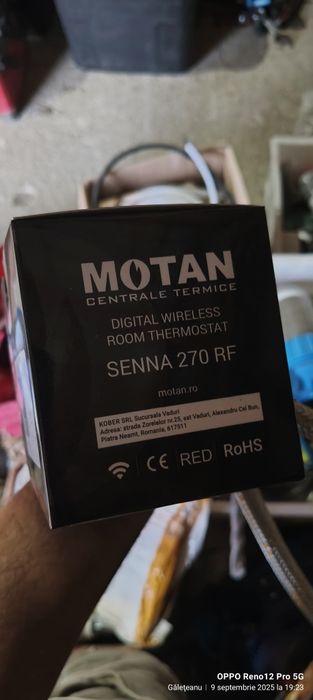 MOTAN
CENTRALE TERMICE
DIGITAL WIRELESS
ROOM THERMOSTAT
SENNA 270 RF
motan.ro
KOBER SRL Sucursala Vaduri
Adresa: strada Zorelelor nr.25, sat Vaduri, Alexandru Cel Bun,
Piatra Neamt, Romania, 617511
CE RED RoHS
OPPO Reno12 Pro 5G
Gălețeanu | 9 septembrie 2025 la 19:23